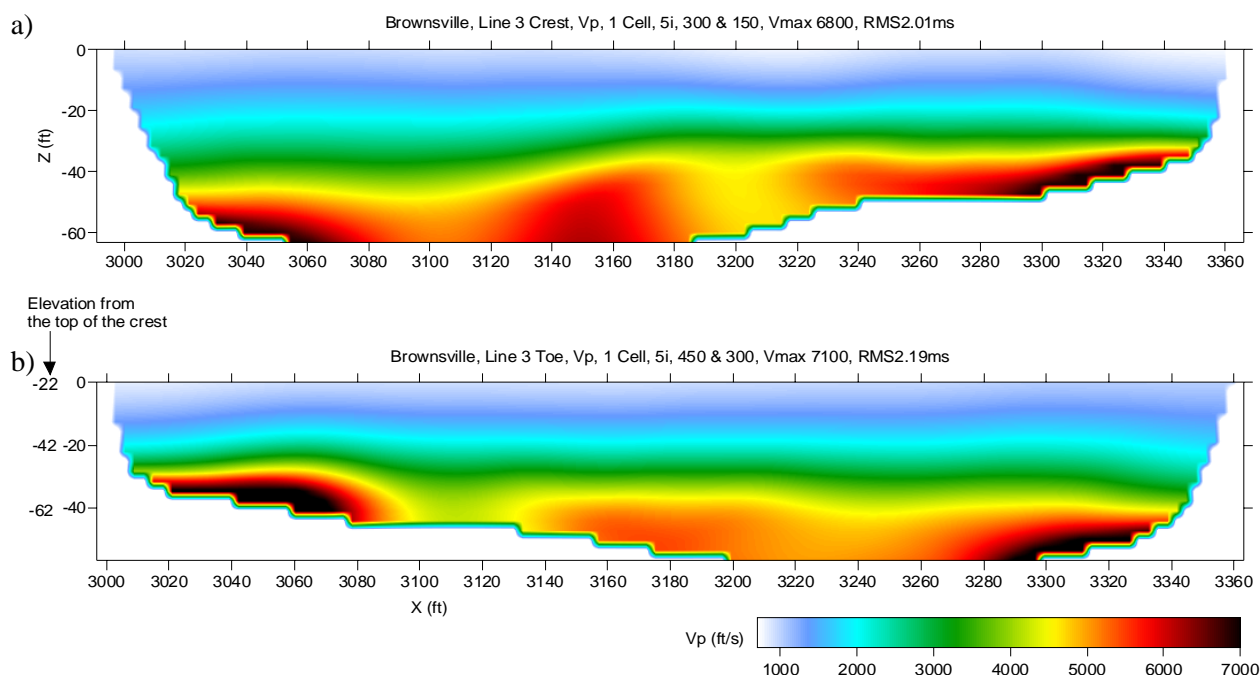 a)
Brownsville, Line 3 Crest, Vp, 1 Cell, 5i, 300 & 150, Vmax 6800, RMS2.01ms
0
-20
-40
-60
Z (ft)
3000 3020 3040 3060 3080 3100 3120 3140 3160 3180 3200 3220 3240 3260 3280 3300 3320 3340 3360
Elevation from
the top of the crest
b)
Brownsville, Line 3 Toe, Vp, 1 Cell, 5i, 450 & 300, Vmax 7100, RMS2.19ms
-22 0
-42 -20
-62 -40
3000 3020 3040 3060 3080 3100 3120 3140 3160 3180 3200 3220 3240 3260 3280 3300 3320 3340 3360
X (ft)
Vp (ft/s)
1000 2000 3000 4000 5000 6000 7000